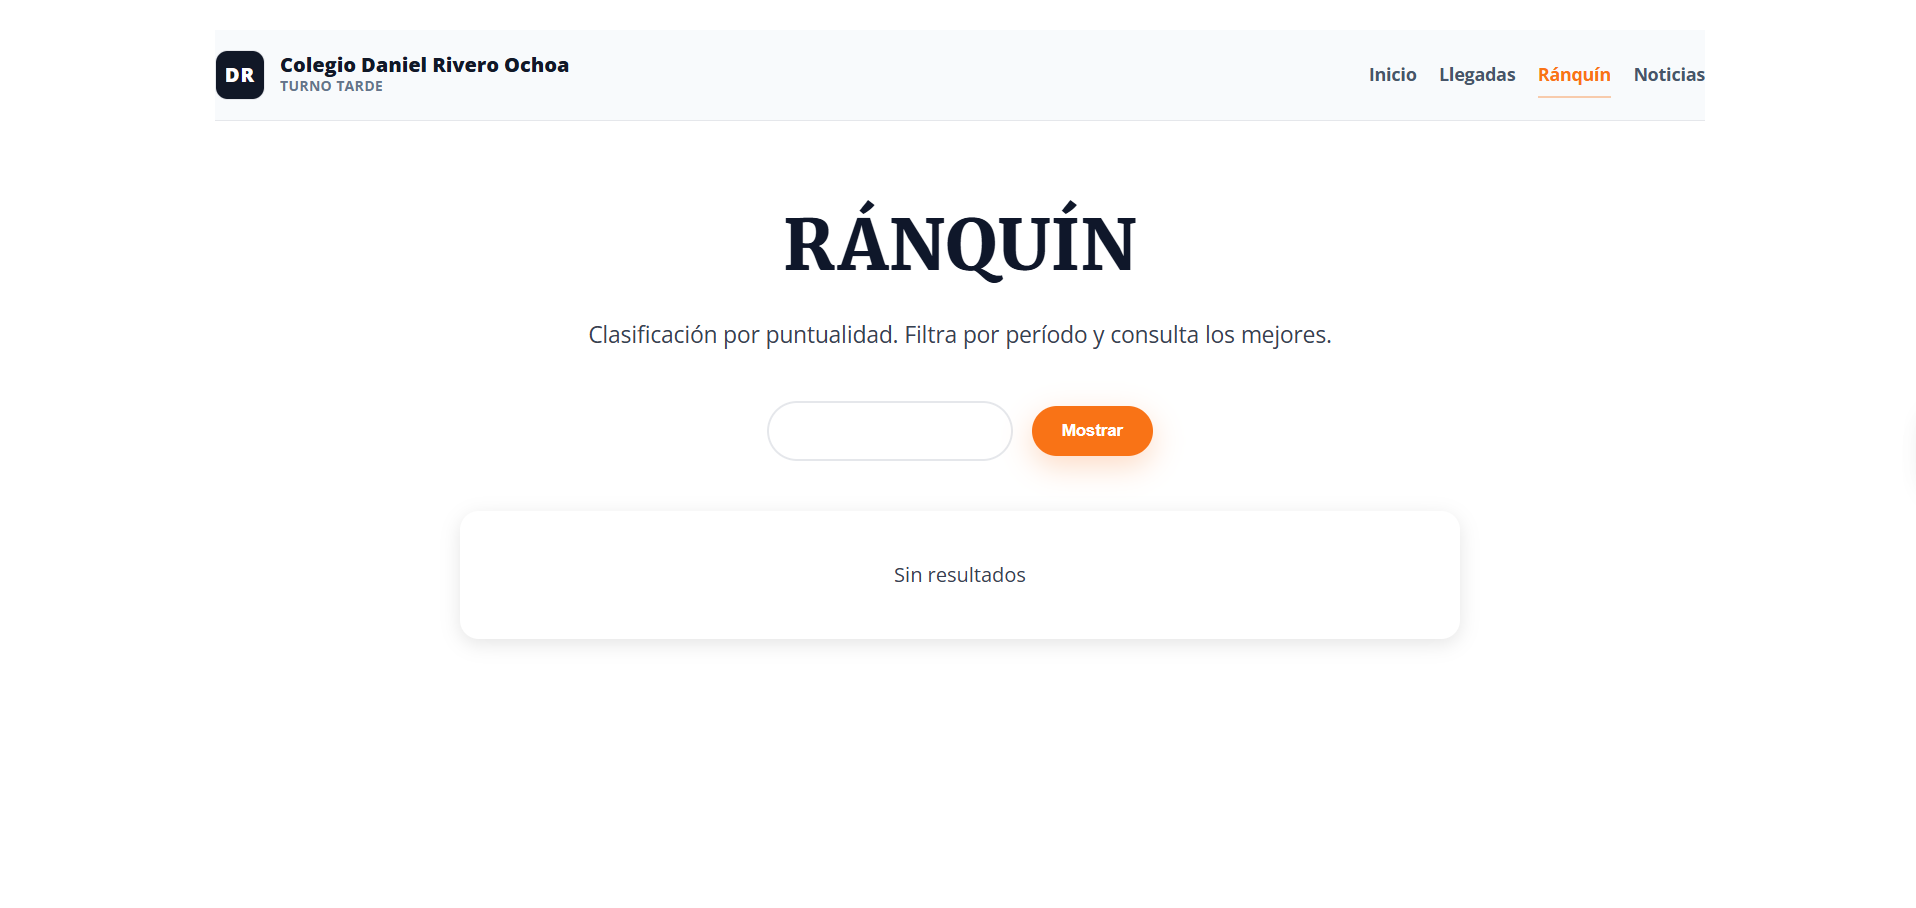 DR
Colegio Daniel Rivero Ochoa
TURNO TARDE
Inicio
Llegadas
Ránquín
Noticias
RÁNQUÍN
Clasificación por puntualidad. Filtra por período y consulta los mejores.
Mostrar
Sin resultados